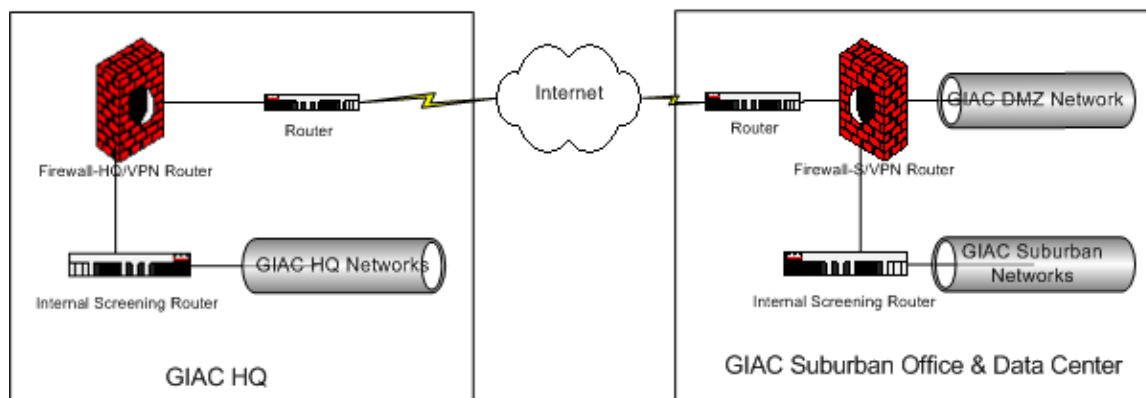 Router
Firewall-HQ/VPN Router
GIAC HQ Networks
Internal Screening Router
GIAC HQ
Internet
GIAC DMZ Network
Router
Firewall-S/VPN Router
GIAC Suburban
Networks
Internal Screening Router
GIAC Suburban Office & Data Center